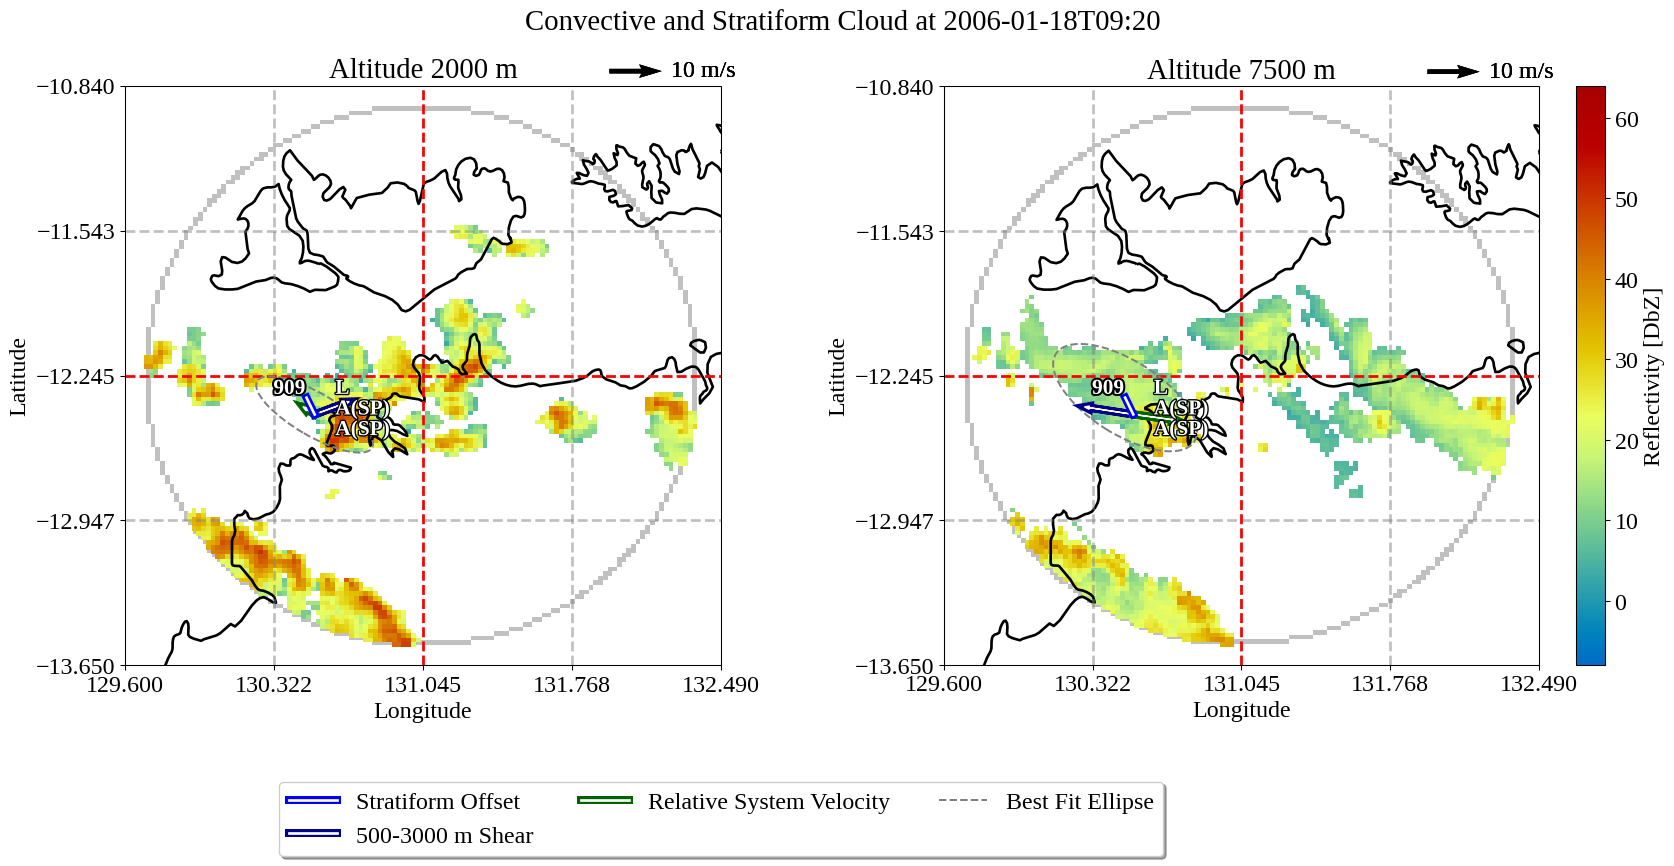 Convective and Stratiform Cloud at 2006-01-18T09:20
Altitude 2000 m
10 m/s
−10.840
−11.543
−12.245
−12.947
−13.650
Latitude
909
L
A(SP)
A(SP)
129.600
130.322
131.045
131.768
132.490
Longitude
Altitude 7500 m
10 m/s
−10.840
−11.543
−12.245
−12.947
−13.650
Latitude
909
L
A(SP)
A(SP)
129.600
130.322
131.045
131.768
132.490
Longitude
60
50
40
30
20
10
0
Reflectivity [DbZ]
Stratiform Offset
500-3000 m Shear
Relative System Velocity
Best Fit Ellipse